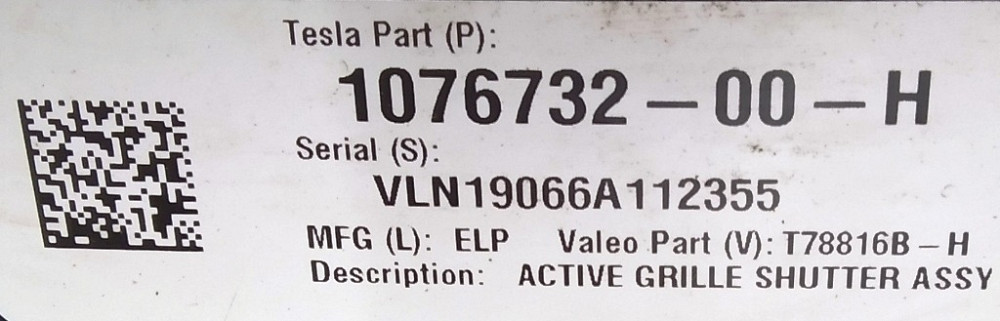 Tesla Part (P):
1076732-00-H
Serial (S):
VLN19066A112355
MFG (L): ELP Valeo Part (V): T78816B-H
Description: ACTIVE GRILLE SHUTTER ASSY